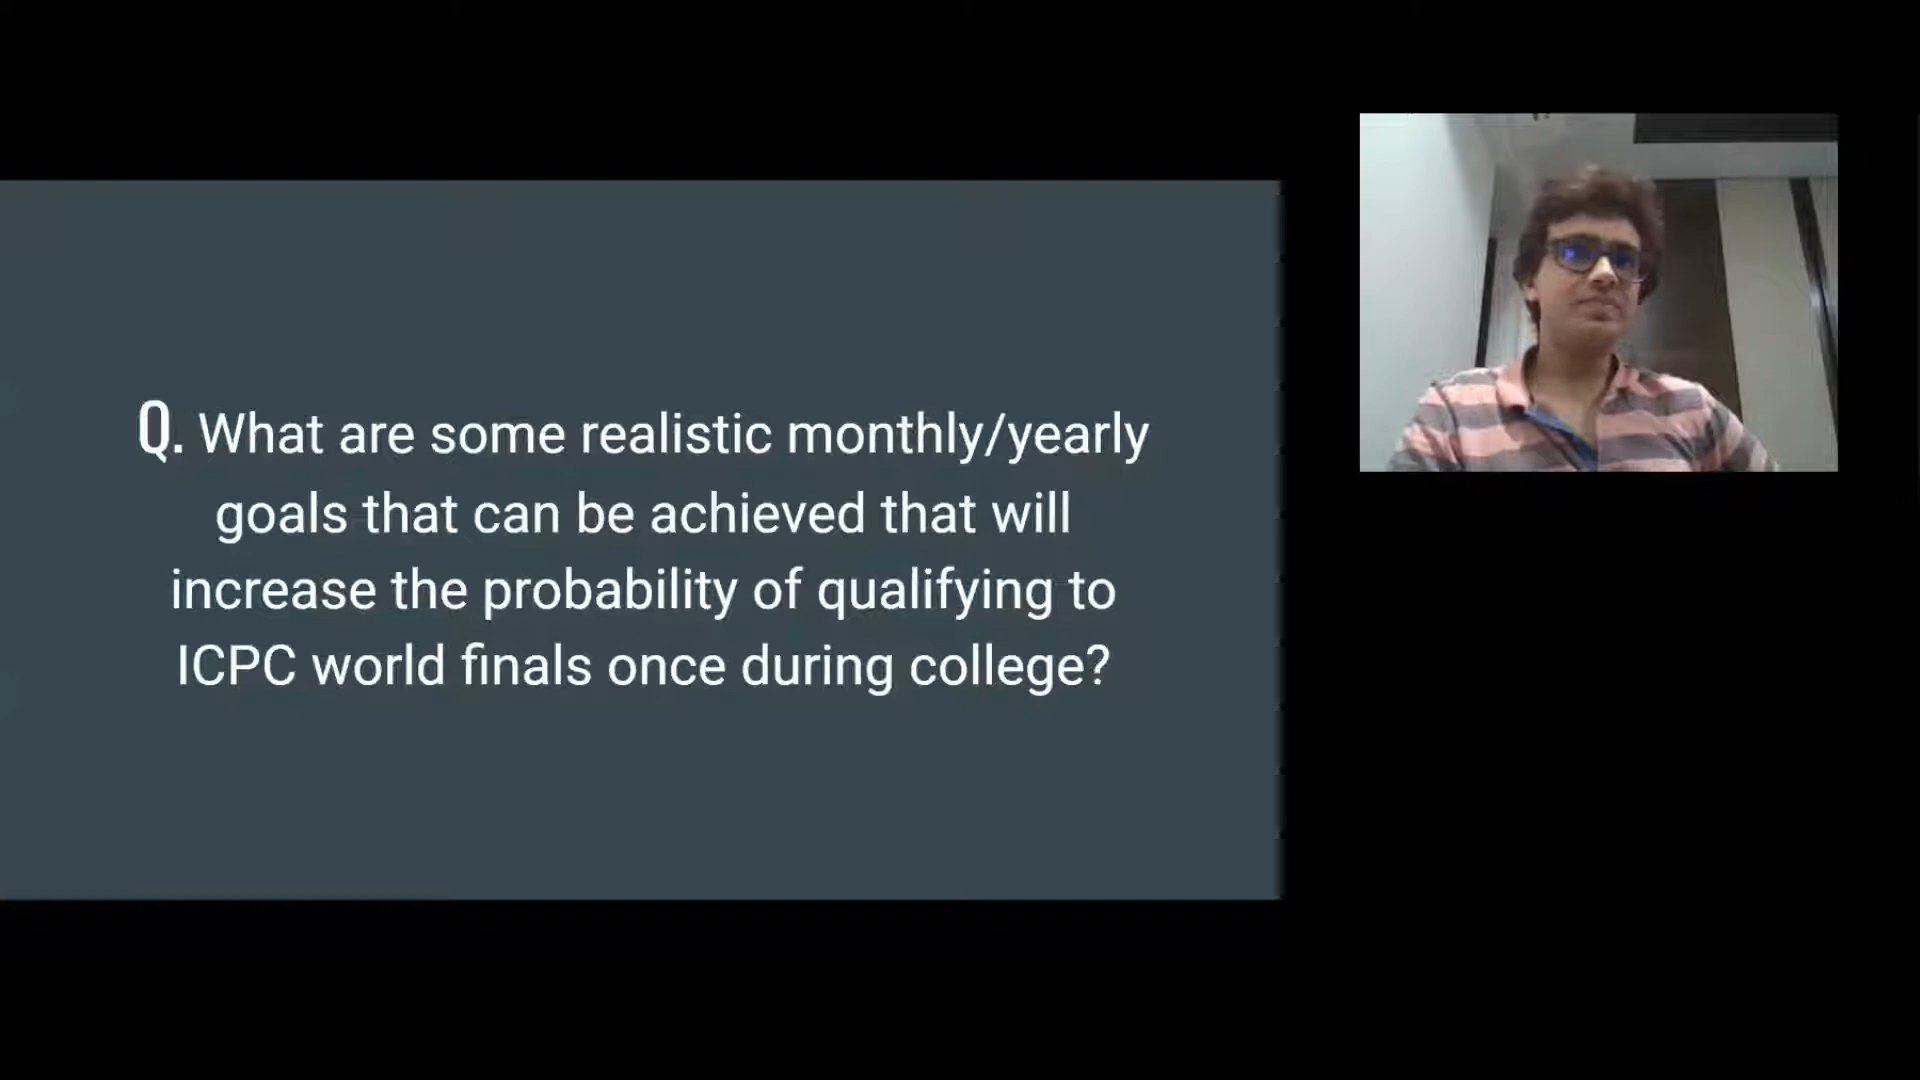 Q. What are some realistic monthly/yearly
goals that can be achieved that will
increase the probability of qualifying to
ICPC world finals once during college?